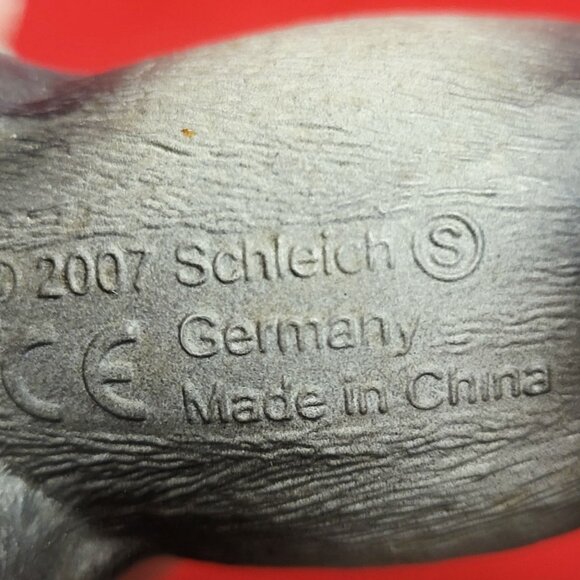 © 2007 Schleich Ⓢ
Germany
CE Made in China